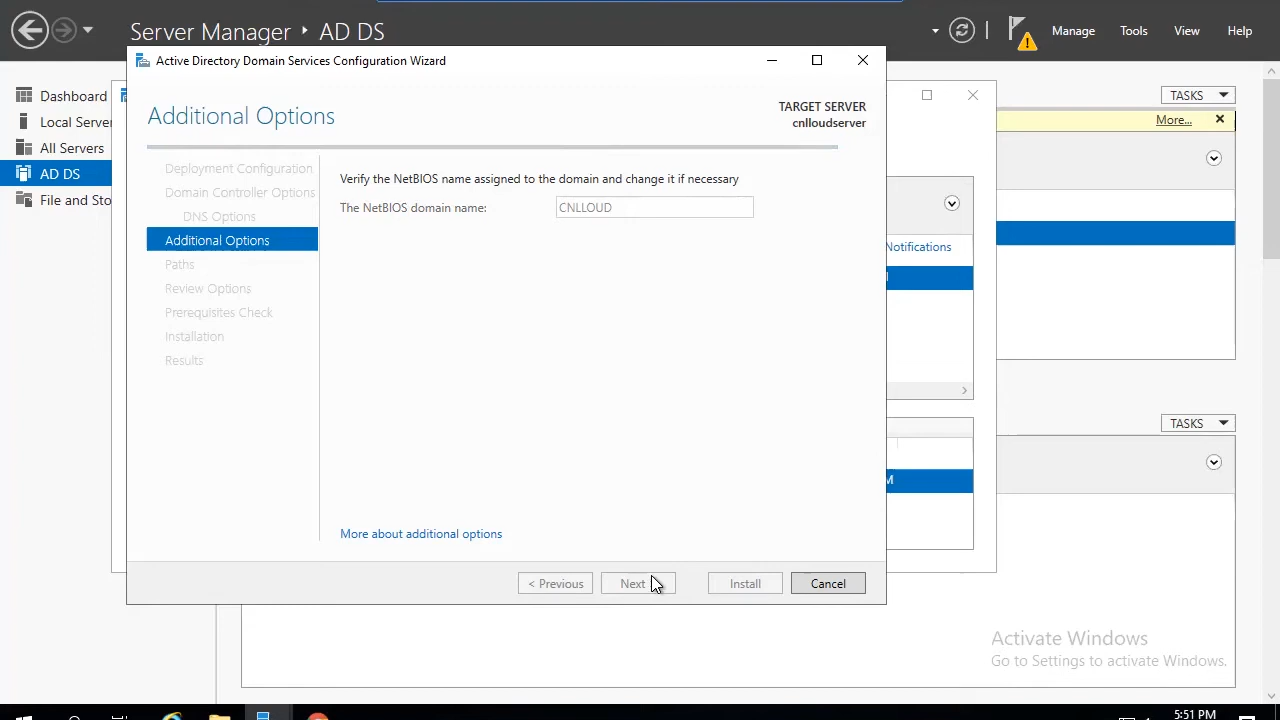 Server Manager ‣ AD DS
Manage
Tools
View
Help
Active Directory Domain Services Configuration Wizard
Additional Options
TARGET SERVER
cnlloudserver
Dashboard
Local Server
All Servers
AD DS
File and Sto
Deployment Configuration
Domain Controller Options
DNS Options
Additional Options
Paths
Review Options
Prerequisites Check
Installation
Results
Verify the NetBIOS name assigned to the domain and change it if necessary
The NetBIOS domain name:
CNLLOUD
More about additional options
< Previous
Next
Install
Cancel
TASKS
More...
Notifications
TASKS
M
Activate Windows
Go to Settings to activate Windows.
5:51 PM